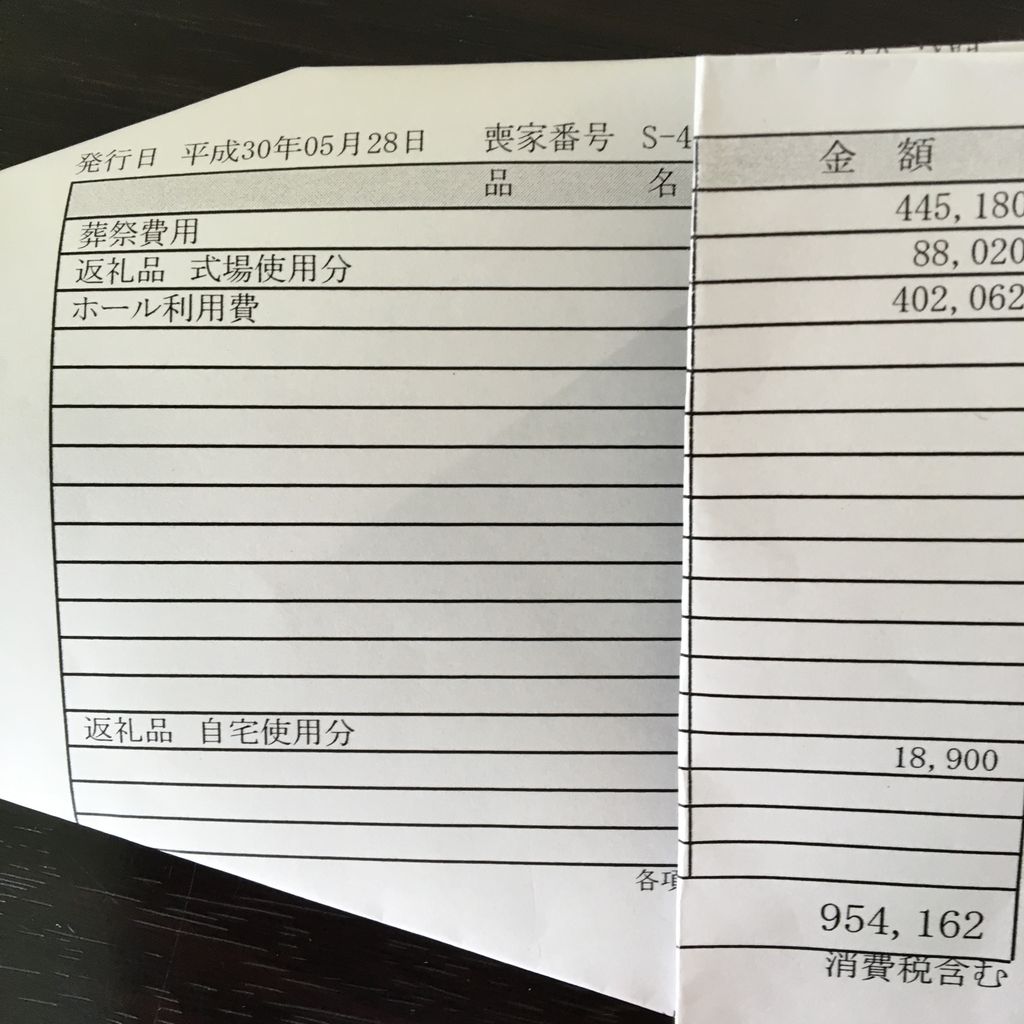 発行日 平成30年05月28日 喪家番号 S-4
品 名 金 額
葬祭費用 445,180
返礼品 式場使用分 88,020
ホール利用費 402,062
返礼品 自宅使用分 18,900
各項
954,162
消費税含む